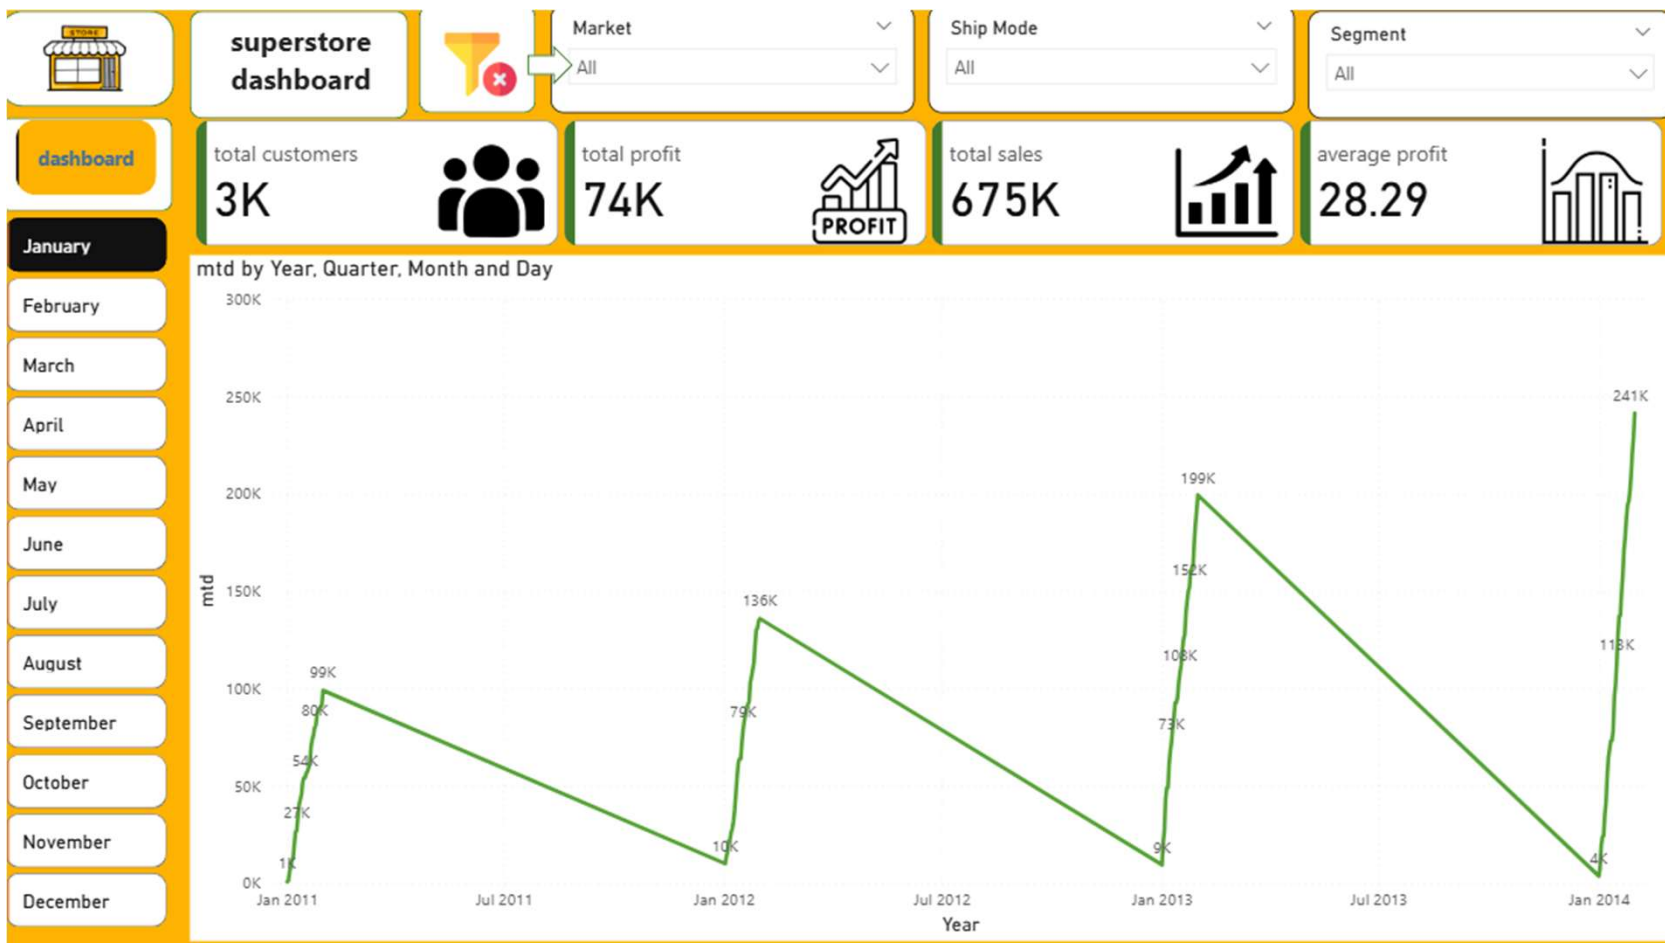 STORE
superstore
dashboard
Market
All
Ship Mode
All
Segment
All
dashboard
total customers
3K
total profit
74K
PROFIT
total sales
675K
average profit
28.29
January
February
March
April
May
June
July
August
September
October
November
December
mtd by Year, Quarter, Month and Day
300K
250K
200K
150K
100K
50K
0K
mtd
1K
27K
54K
80K
99K
10K
79K
136K
9K
73K
108K
152K
199K
4K
113K
241K
Jan 2011
Jul 2011
Jan 2012
Jul 2012
Jan 2013
Jul 2013
Jan 2014
Year